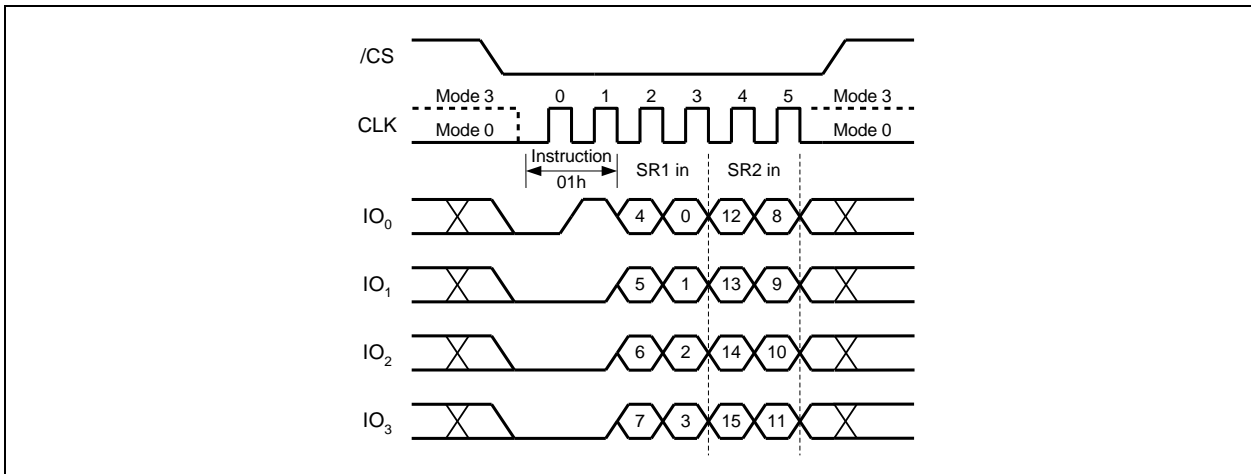 /CS
Mode 3 0 1 2 3 4 5 Mode 3
CLK Mode 0 Mode 0
Instruction
01h SR1 in SR2 in
IO0 4 0 12 8
IO1 5 1 13 9
IO2 6 2 14 10
IO3 7 3 15 11